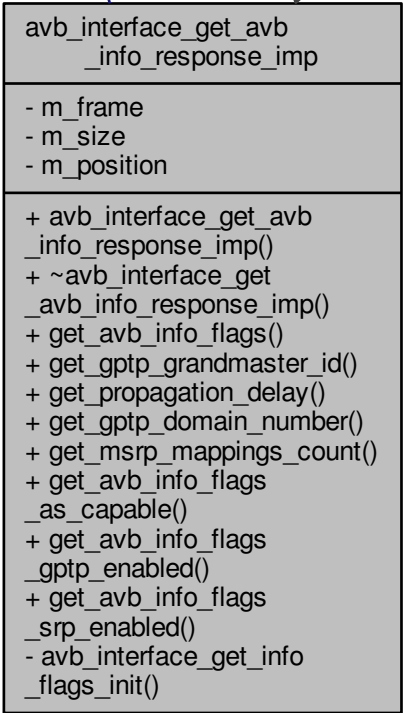 avb_interface_get_avb
_info_response_imp
- m_frame
- m_size
- m_position
+ avb_interface_get_avb
_info_response_imp()
+ ~avb_interface_get
_avb_info_response_imp()
+ get_avb_info_flags()
+ get_gptp_grandmaster_id()
+ get_propagation_delay()
+ get_gptp_domain_number()
+ get_msrp_mappings_count()
+ get_avb_info_flags
_as_capable()
+ get_avb_info_flags
_gptp_enabled()
+ get_avb_info_flags
_srp_enabled()
- avb_interface_get_info
_flags_init()